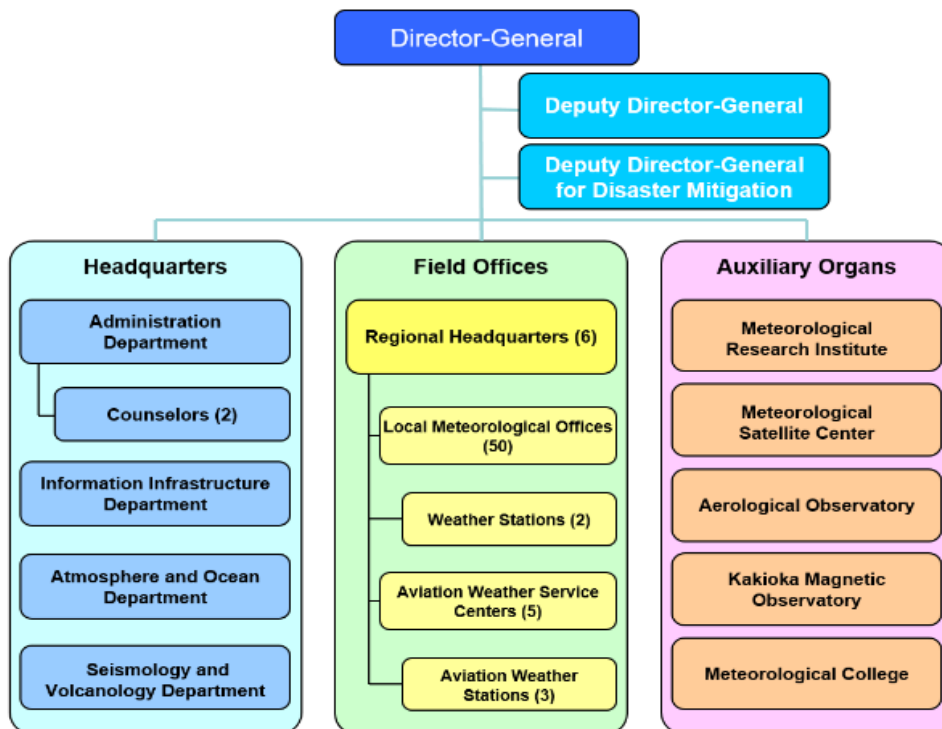 Director-General
Deputy Director-General
Deputy Director-General
for Disaster Mitigation
Headquarters
Administration
Department
Counselors (2)
Information Infrastructure
Department
Atmosphere and Ocean
Department
Seismology and
Volcanology Department
Field Offices
Regional Headquarters (6)
Local Meteorological Offices
(50)
Weather Stations (2)
Aviation Weather Service
Centers (5)
Aviation Weather
Stations (3)
Auxiliary Organs
Meteorological
Research Institute
Meteorological
Satellite Center
Aerological Observatory
Kakioka Magnetic
Observatory
Meteorological College